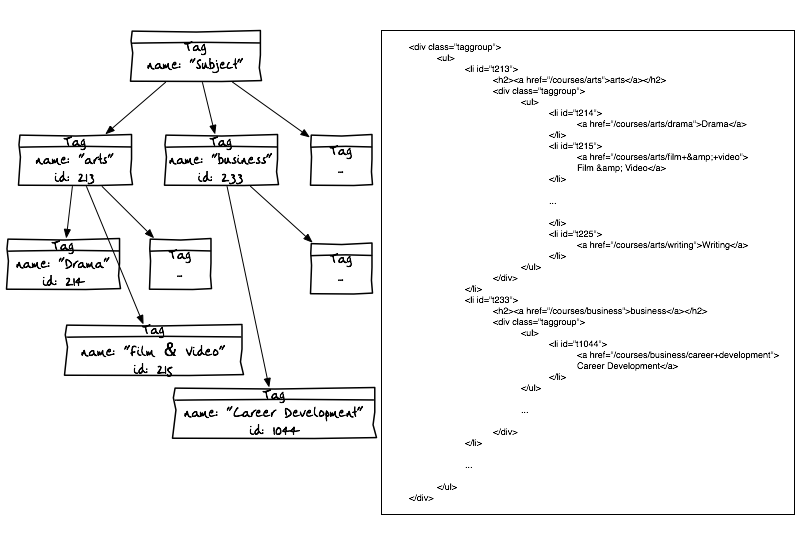 Tag
name: "Subject"
Tag
name: "arts"
id: 213
Tag
name: "business"
id: 233
Tag
-
Tag
name: "Drama"
id: 214
Tag
-
Tag
-
Tag
name: "Film & Video"
id: 215
Tag
name: "Career Development"
id: 1044
<div class="taggroup">
<ul>
<li id="t213">
<h2><a href="/courses/arts">arts</a></h2>
<div class="taggroup">
<ul>
<li id="t214">
<a href="/courses/arts/drama">Drama</a>
</li>
<li id="t215">
<a href="/courses/arts/film+&amp;+video">
Film &amp; Video</a>
</li>
...
</li>
<li id="t225">
<a href="/courses/arts/writing">Writing</a>
</li>
</ul>
</div>
</li>
<li id="t233">
<h2><a href="/courses/business">business</a></h2>
<div class="taggroup">
<ul>
<li id="t1044">
<a href="/courses/business/career+development">
Career Development</a>
</li>
</ul>
...
</div>
</li>
...
</ul>
</div>